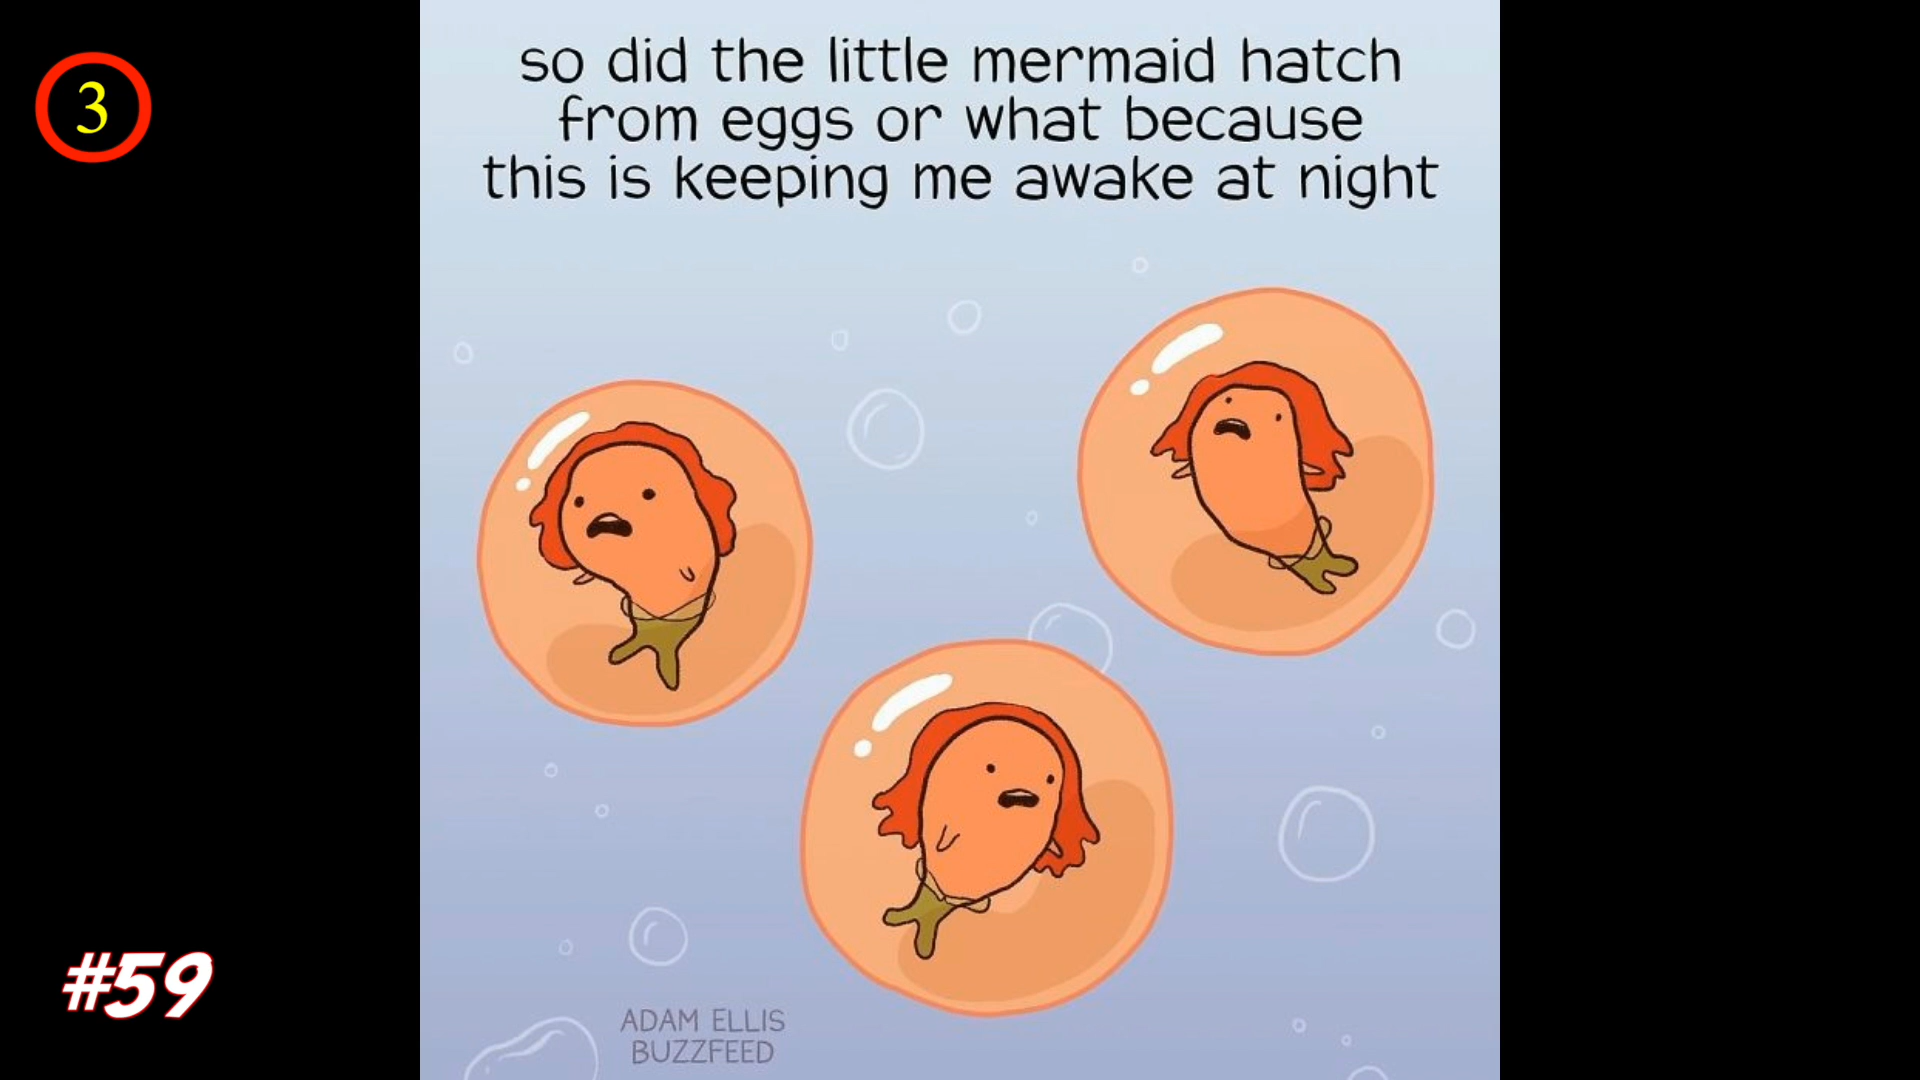 3
so did the little mermaid hatch
from eggs or what because
this is keeping me awake at night
#59
ADAM ELLIS
BUZZFEED